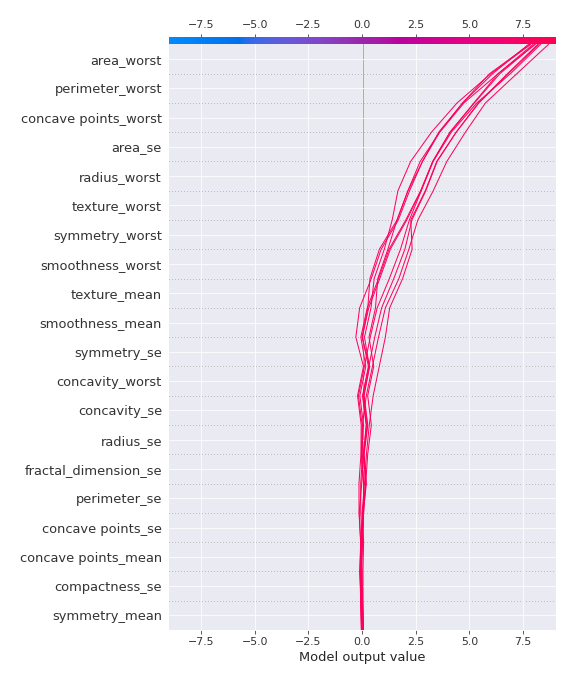 −7.5 −5.0 −2.5 0.0 2.5 5.0 7.5
area_worst
perimeter_worst
concave points_worst
area_se
radius_worst
texture_worst
symmetry_worst
smoothness_worst
texture_mean
smoothness_mean
symmetry_se
concavity_worst
concavity_se
radius_se
fractal_dimension_se
perimeter_se
concave points_se
concave points_mean
compactness_se
symmetry_mean
−7.5 −5.0 −2.5 0.0 2.5 5.0 7.5
Model output value